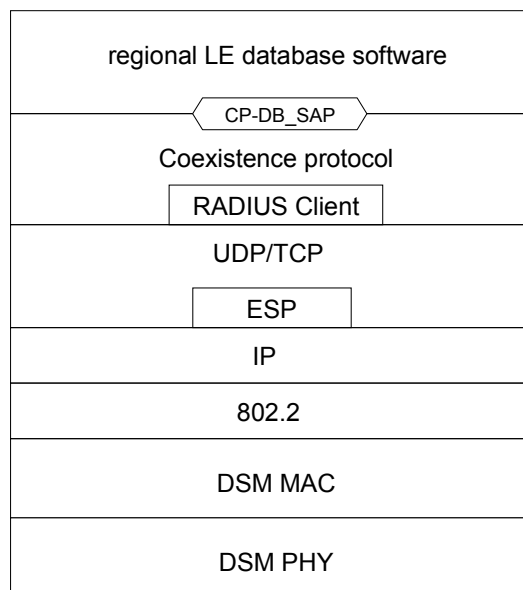 regional LE database software
CP-DB_SAP
Coexistence protocol
RADIUS Client
UDP/TCP
ESP
IP
802.2
DSM MAC
DSM PHY